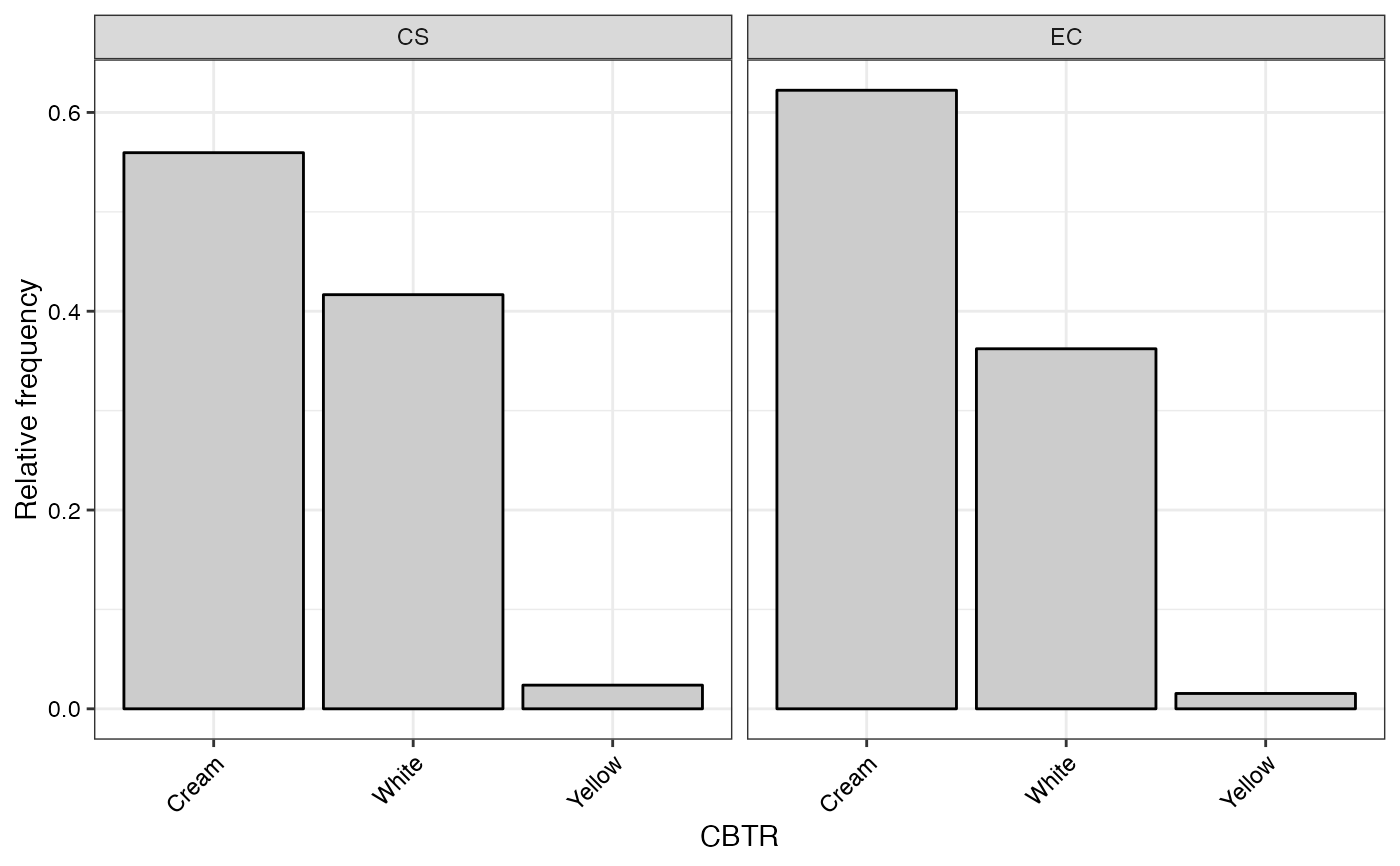 CS
EC
Relative frequency
0.6
0.4
0.2
0.0
Cream
White
Yellow
Cream
White
Yellow
CBTR